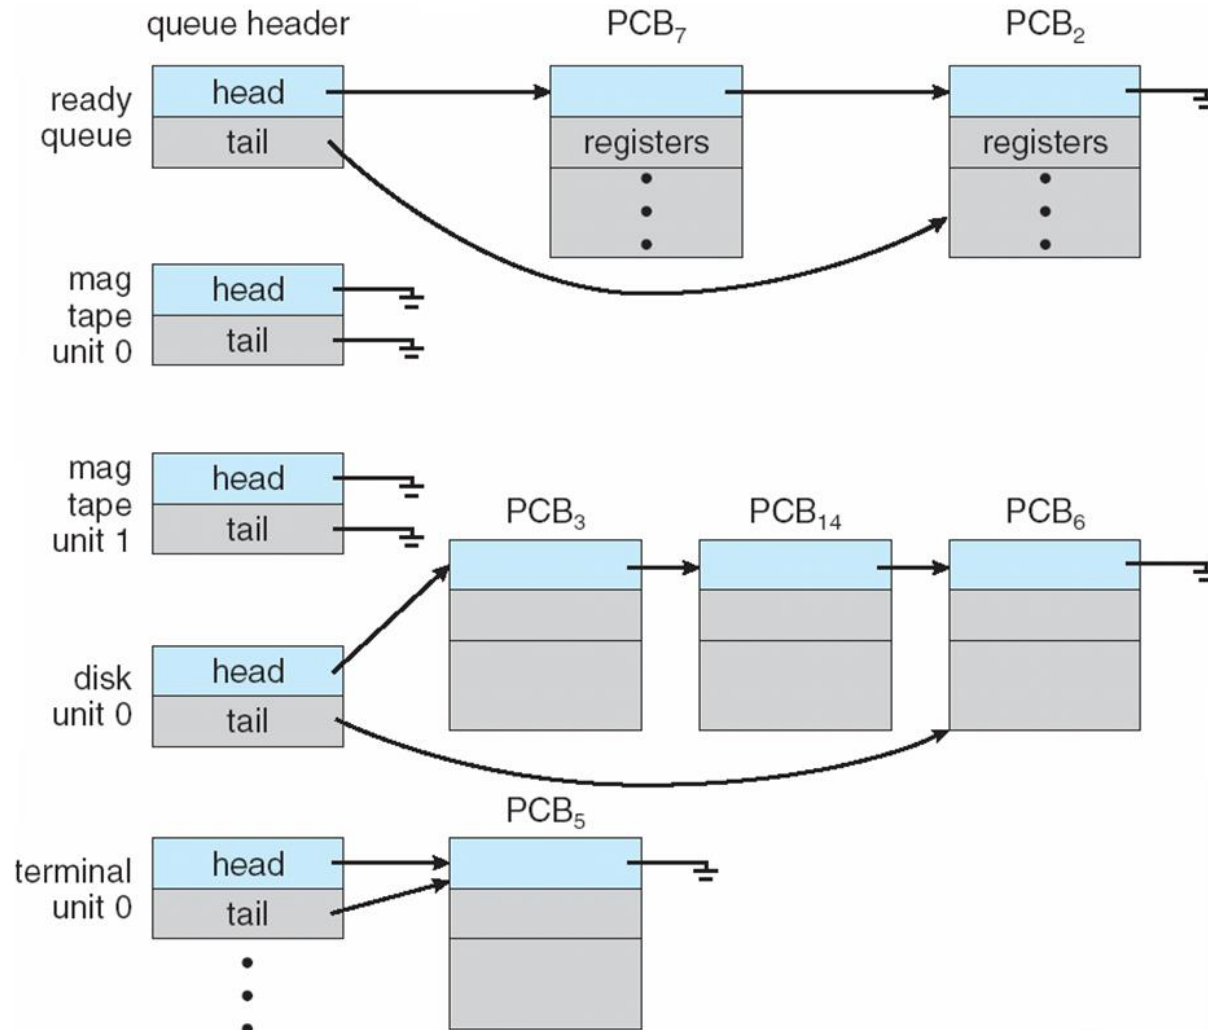 queue header
PCB₇
PCB₂
ready
queue
head
tail
registers
registers
mag
tape
unit 0
head
tail
mag
tape
unit 1
head
tail
PCB₃
PCB₁₄
PCB₆
disk
unit 0
head
tail
PCB₅
terminal
unit 0
head
tail